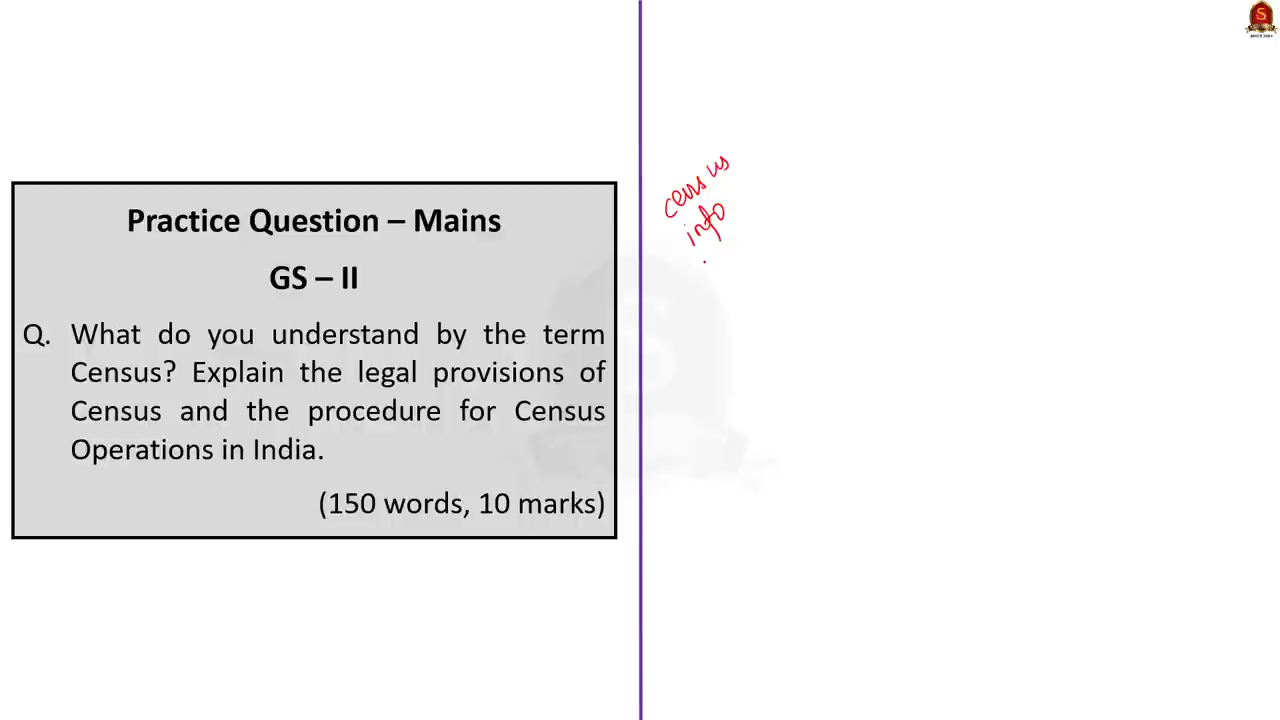 Practice Question – Mains
GS – II
Q. What do you understand by the term
Census? Explain the legal provisions of
Census and the procedure for Census
Operations in India.
(150 words, 10 marks)
census
info
S